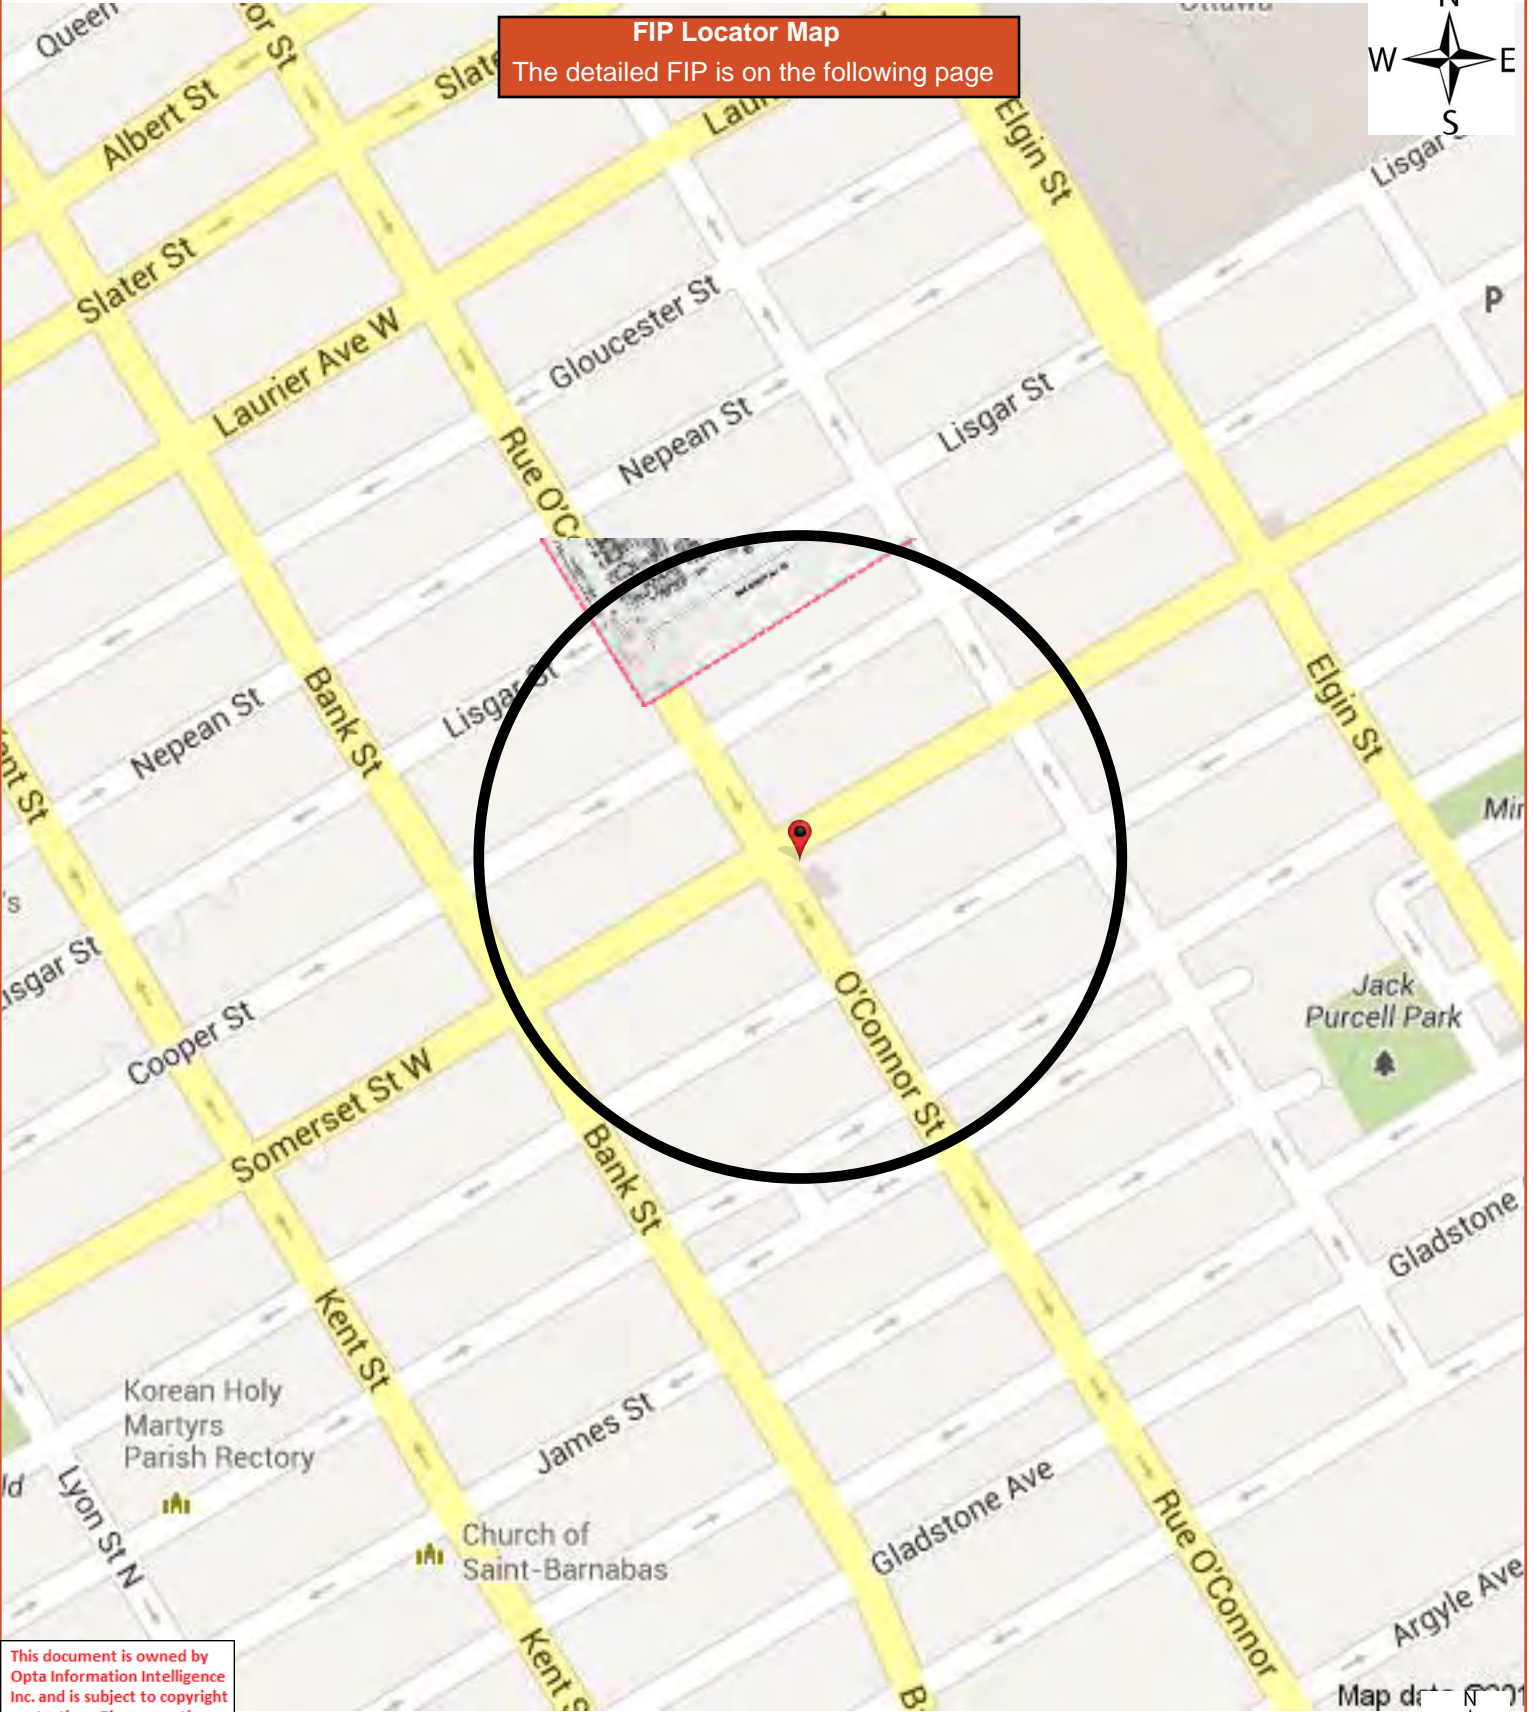 FIP Locator Map
The detailed FIP is on the following page
N
W
E
S
Queen
Albert St
Slater St
Laurier Ave W
Elgin St
Lisgar
P
Gloucester St
Nepean St
Lisgar St
Rue O'C
Bank St
Nepean St
Lisgar St
Elgin St
Cooper St
Somerset St W
O'Connor St
Jack
Purcell Park
Bank St
Kent St
Gladstone
Korean Holy
Martyrs
Parish Rectory
James St
Lyon St N
Church of
Saint-Barnabas
Gladstone Ave
Rue O'Connor
Argyle Ave
Kent S
B
This document is owned by
Opta Information Intelligence
Inc. and is subject to copyright
Map da
N